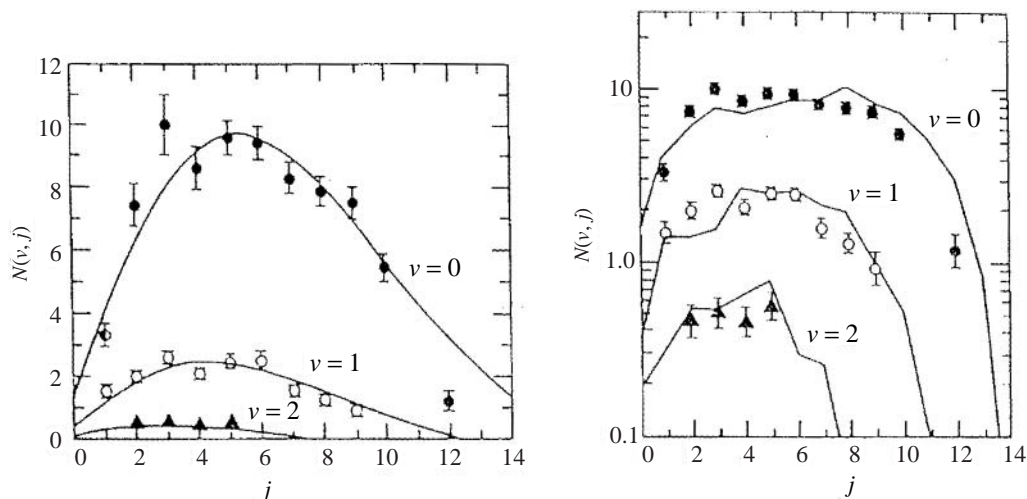 12
10
8
6
4
2
0
N(v, j)
v = 0
v = 1
v = 2
0 2 4 6 8 10 12 14
j
10
1.0
0.1
N(v, j)
v = 0
v = 1
v = 2
0 2 4 6 8 10 12 14
j